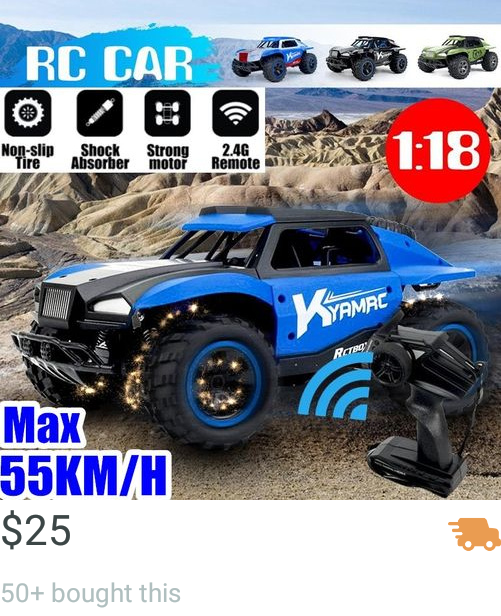 RC CAR
Non-slip
Tire
Shock
Absorber
Strong
motor
2.4G
Remote
1:18
KYAMRC
Max
55KM/H
$25
50+ bought this